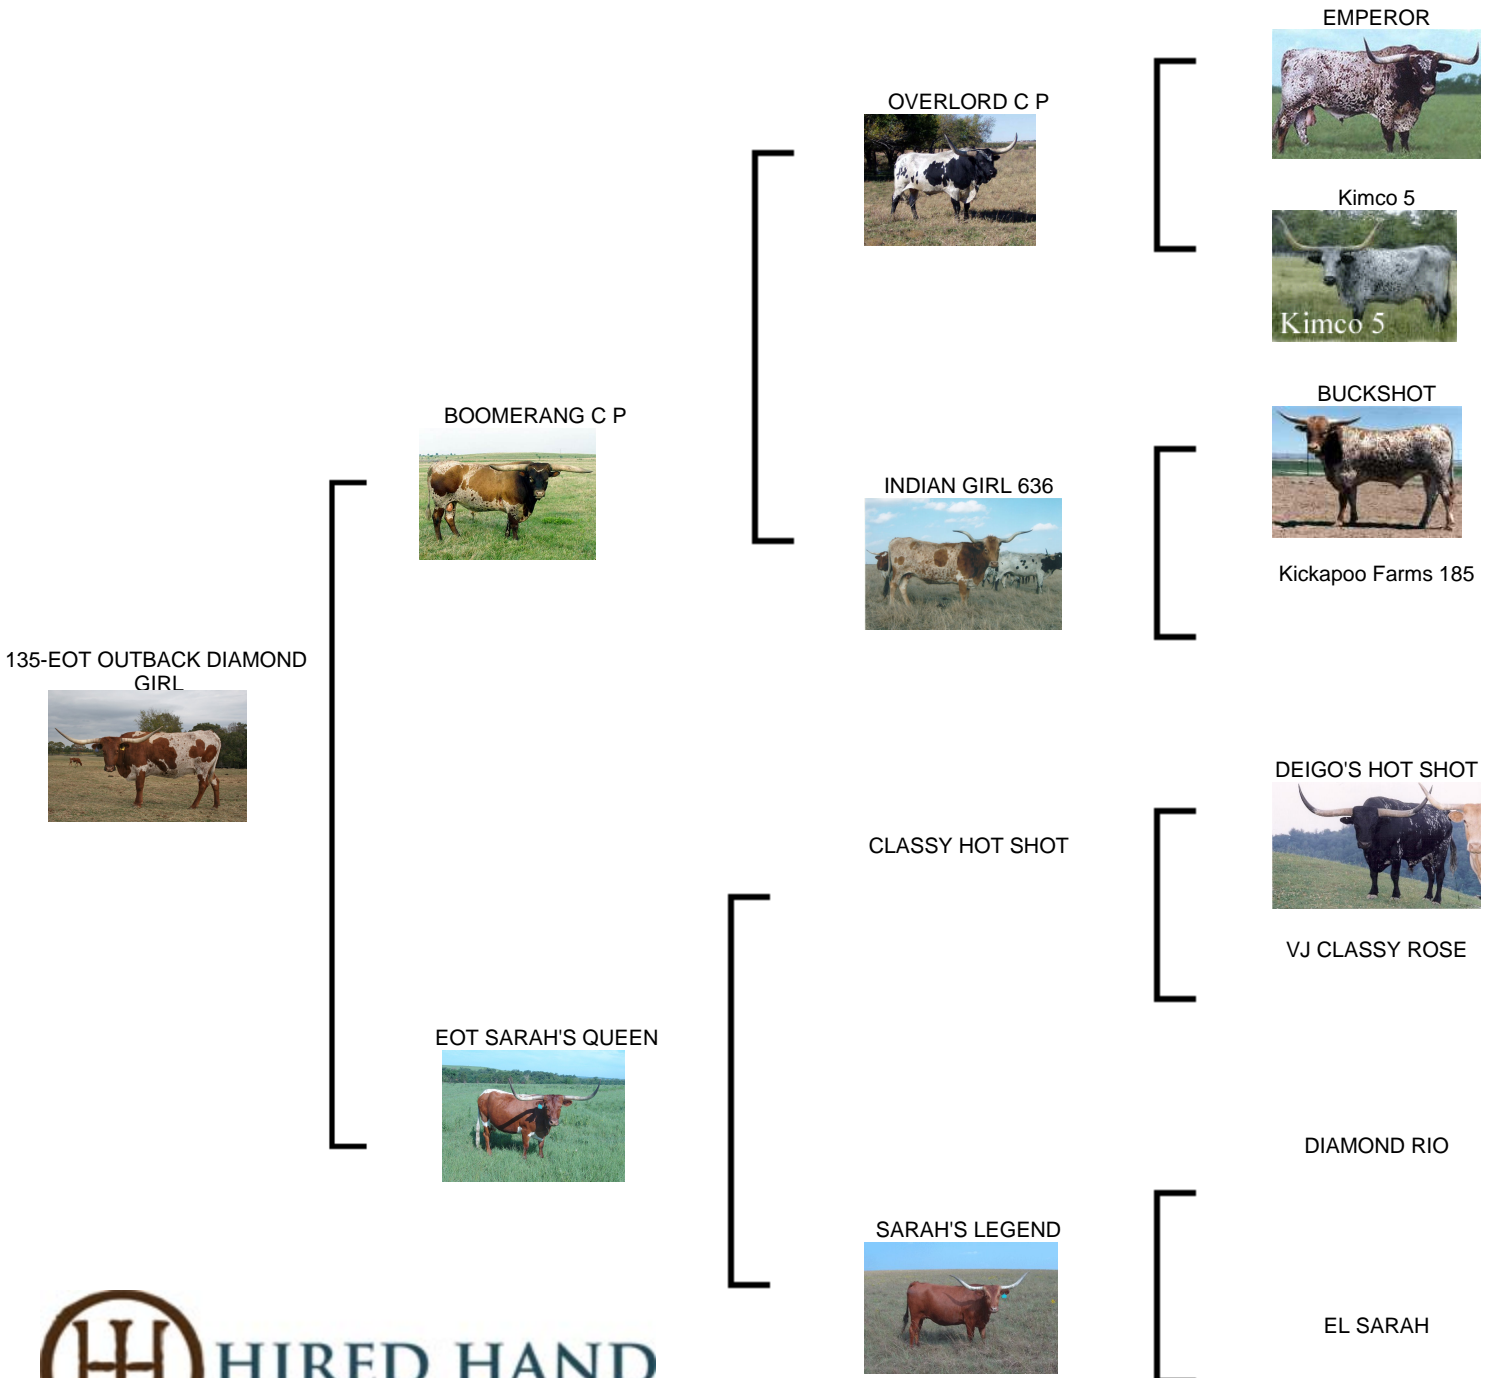 EMPEROR
OVERLORD C P
Kimco 5
Kimco 5
BUCKSHOT
BOOMERANG C P
INDIAN GIRL 636
Kickapoo Farms 185
135-EOT OUTBACK DIAMOND
GIRL
DEIGO'S HOT SHOT
CLASSY HOT SHOT
VJ CLASSY ROSE
EOT SARAH'S QUEEN
DIAMOND RIO
SARAH'S LEGEND
EL SARAH
HIRED HAND